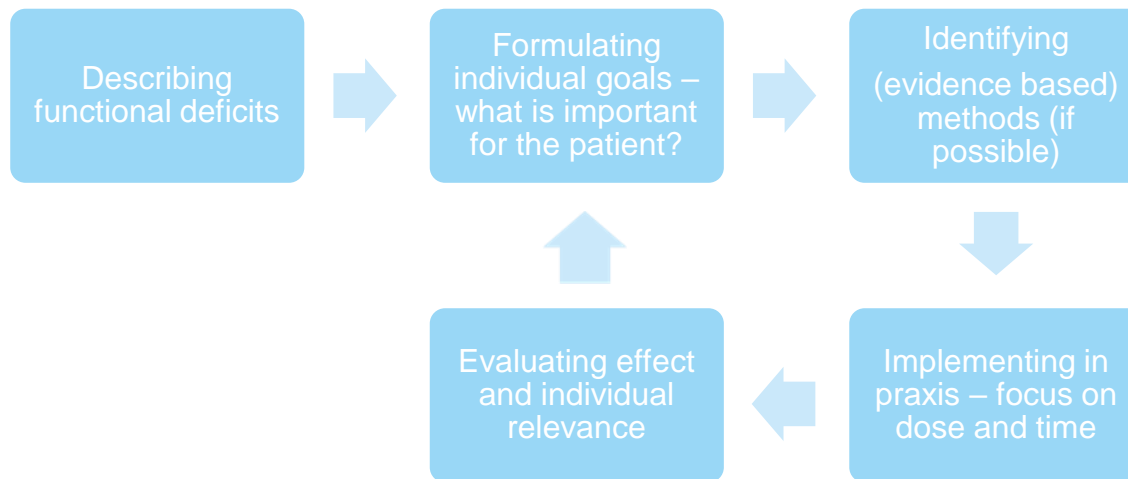 Describing
functional deficits
Formulating
individual goals –
what is important
for the patient?
Identifying
(evidence based)
methods (if
possible)
Implementing in
praxis – focus on
dose and time
Evaluating effect
and individual
relevance